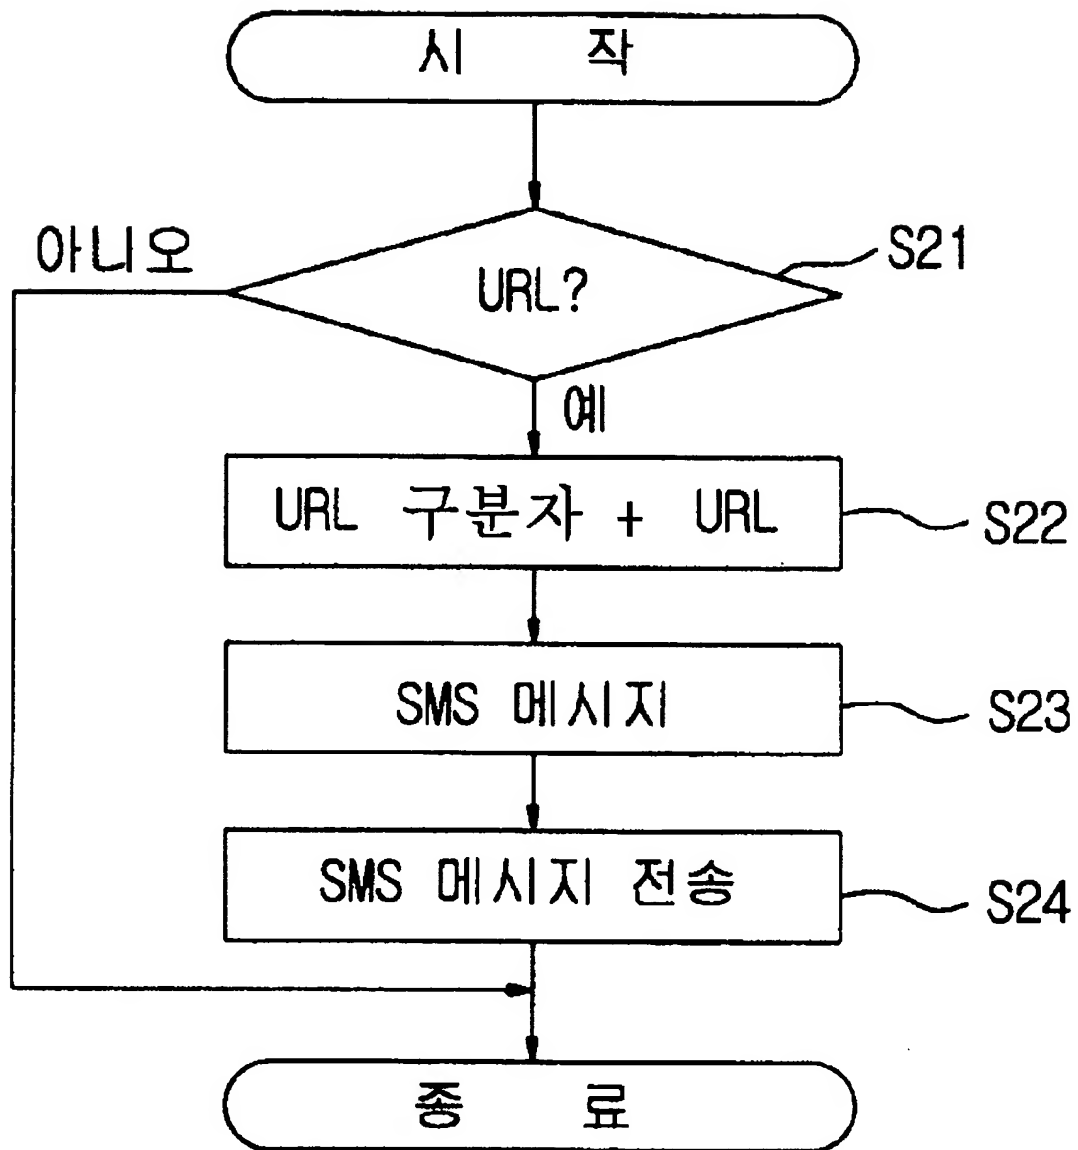 시 작
아니오
S21
URL?
예
URL 구분자 + URL
S22
SMS 메시지
S23
SMS 메시지 전송
S24
종 료